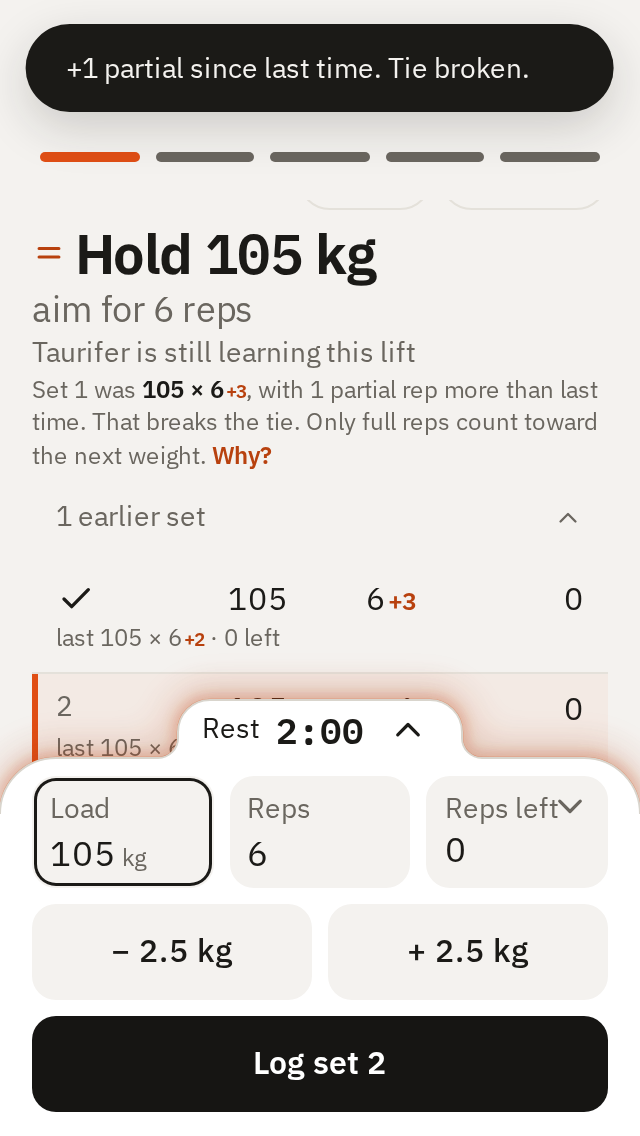 +1 partial since last time. Tie broken.
= Hold 105 kg
aim for 6 reps
Taurifer is still learning this lift
Set 1 was 105 × 6 +3, with 1 partial rep more than last
time. That breaks the tie. Only full reps count toward
the next weight. Why?
1 earlier set
105 6 +3 0
last 105 × 6 +2 · 0 left
2 0
last 105 × 6
Rest 2:00
Load Reps Reps left
105 kg 6 0
− 2.5 kg + 2.5 kg
Log set 2